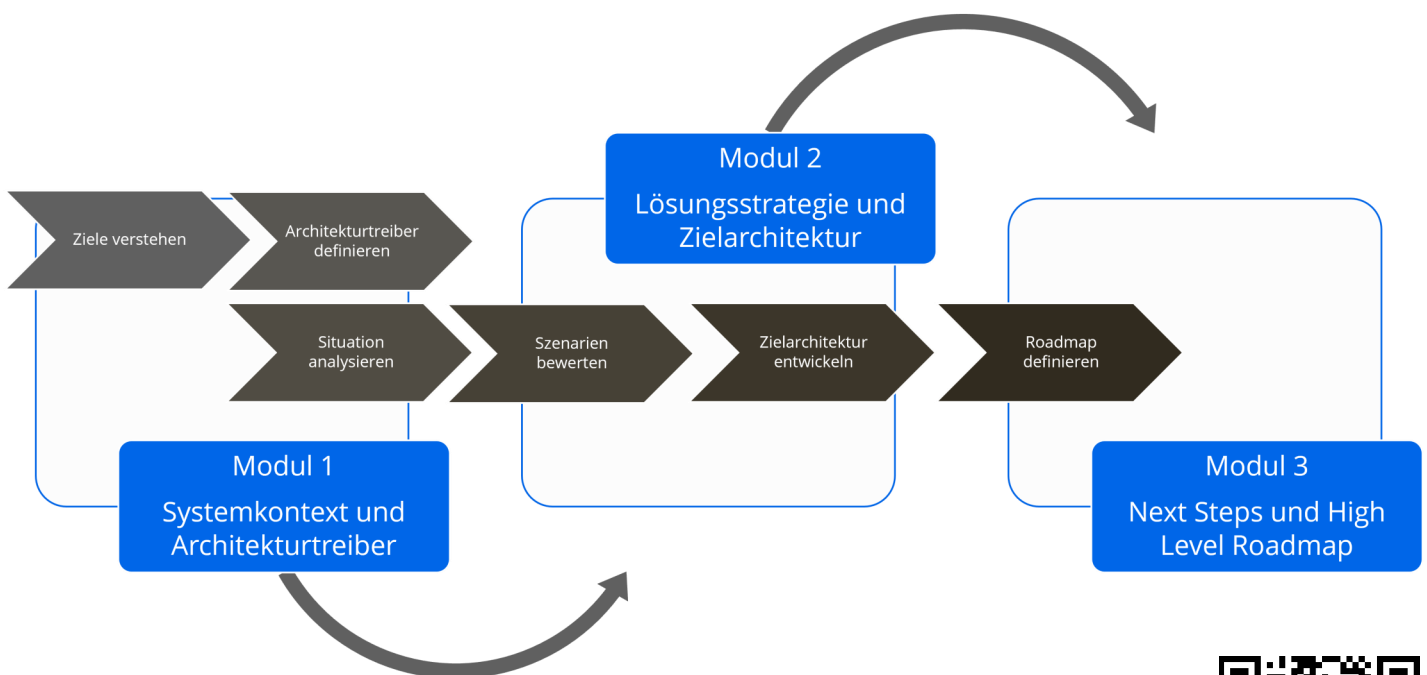 Modul 2
Lösungsstrategie und
Zielarchitektur
Ziele verstehen
Architekturtreiber
definieren
Situation
analysieren
Szenarien
bewerten
Zielarchitektur
entwickeln
Roadmap
definieren
Modul 1
Systemkontext und
Architekturtreiber
Modul 3
Next Steps und High
Level Roadmap